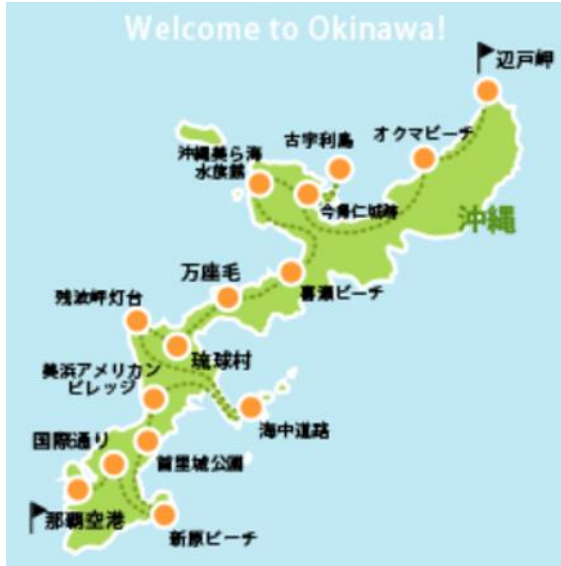 Welcome to Okinawa!
辺戸岬
オクマビーチ
古宇利島
沖縄美ら海
水族館
今帰仁城跡
沖縄
万座毛
喜瀬ビーチ
残波岬灯台
琉球村
美浜アメリカン
ビレッジ
海中道路
国際通り
首里城公園
那覇空港
新原ビーチ